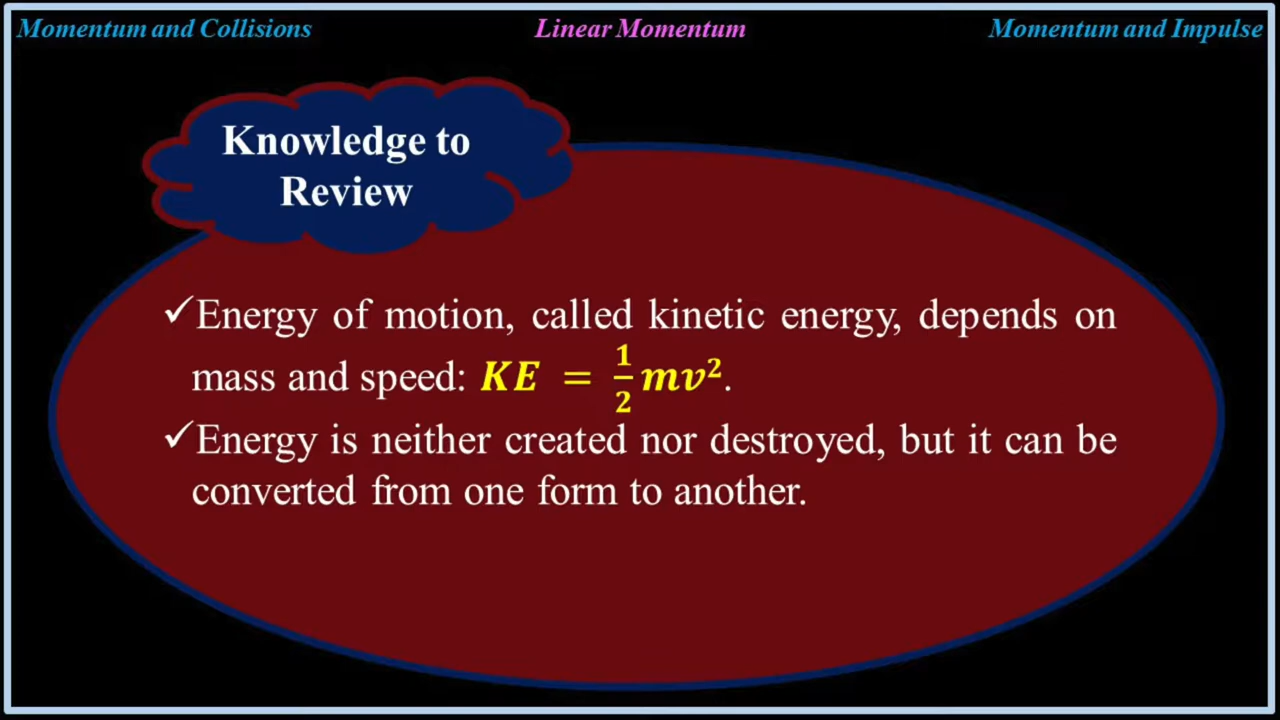 Momentum and Collisions
Linear Momentum
Momentum and Impulse
Knowledge to
Review
✓Energy of motion, called kinetic energy, depends on
mass and speed: KE = 1/2 mv².
✓Energy is neither created nor destroyed, but it can be
converted from one form to another.